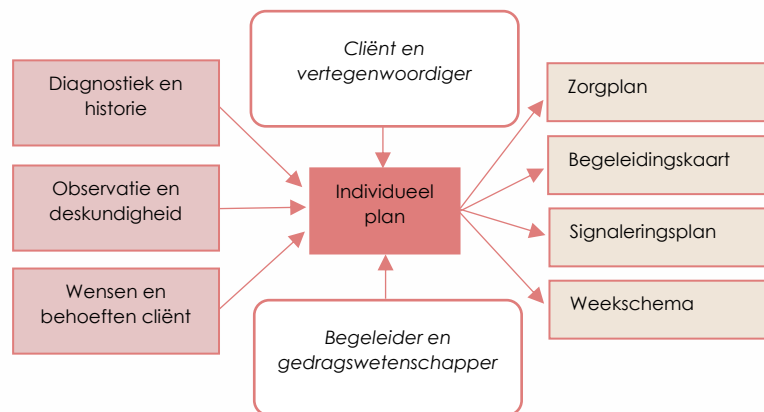 Cliënt en
vertegenwoordiger
Diagnostiek en
historie
Observatie en
deskundigheid
Wensen en
behoeften cliënt
Individueel
plan
Begeleider en
gedragswetenschapper
Zorgplan
Begeleidingskaart
Signaleringsplan
Weekschema